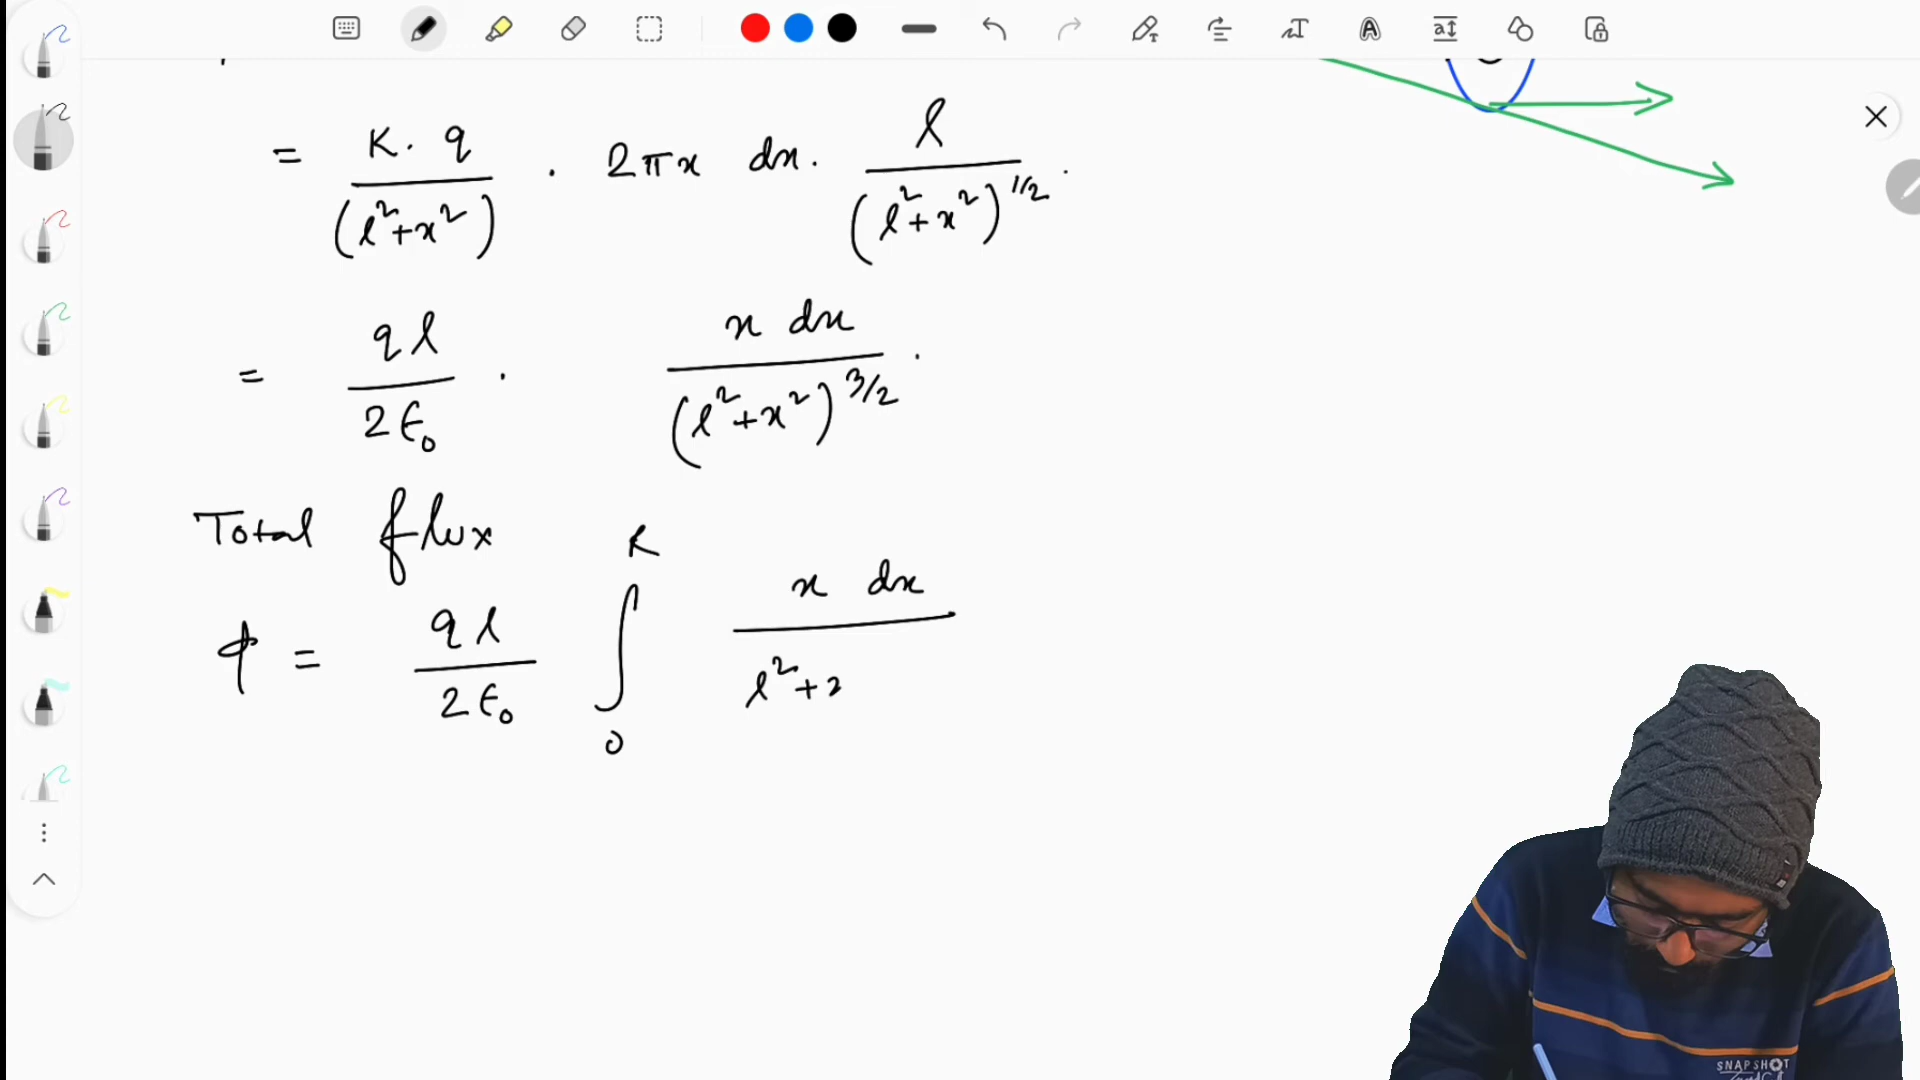 = K. q / (l²+x²) . 2πx dx. l / (l²+x²)^1/2 .
= ql / 2ϵ₀ . x dx / (l²+x²)^3/2 .
Total flux
ϕ = ql / 2ϵ₀ ∫₀ᴿ x dx / l²+
SNAPSHOT